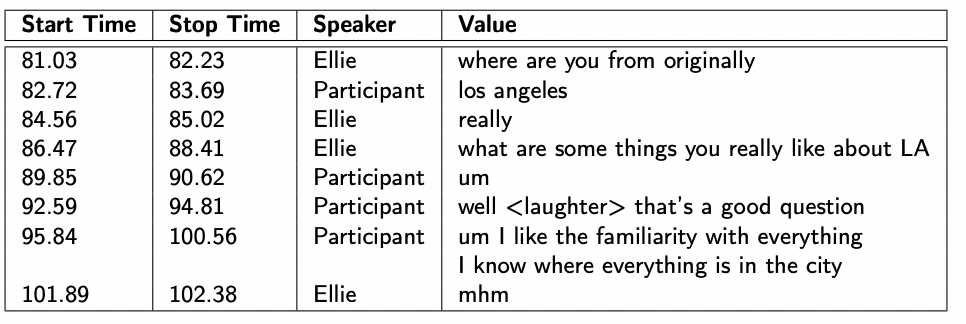 Start Time Stop Time Speaker Value
81.03 82.23 Ellie where are you from originally
82.72 83.69 Participant los angeles
84.56 85.02 Ellie really
86.47 88.41 Ellie what are some things you really like about LA
89.85 90.62 Participant um
92.59 94.81 Participant well <laughter> that's a good question
95.84 100.56 Participant um I like the familiarity with everything
I know where everything is in the city
101.89 102.38 Ellie mhm